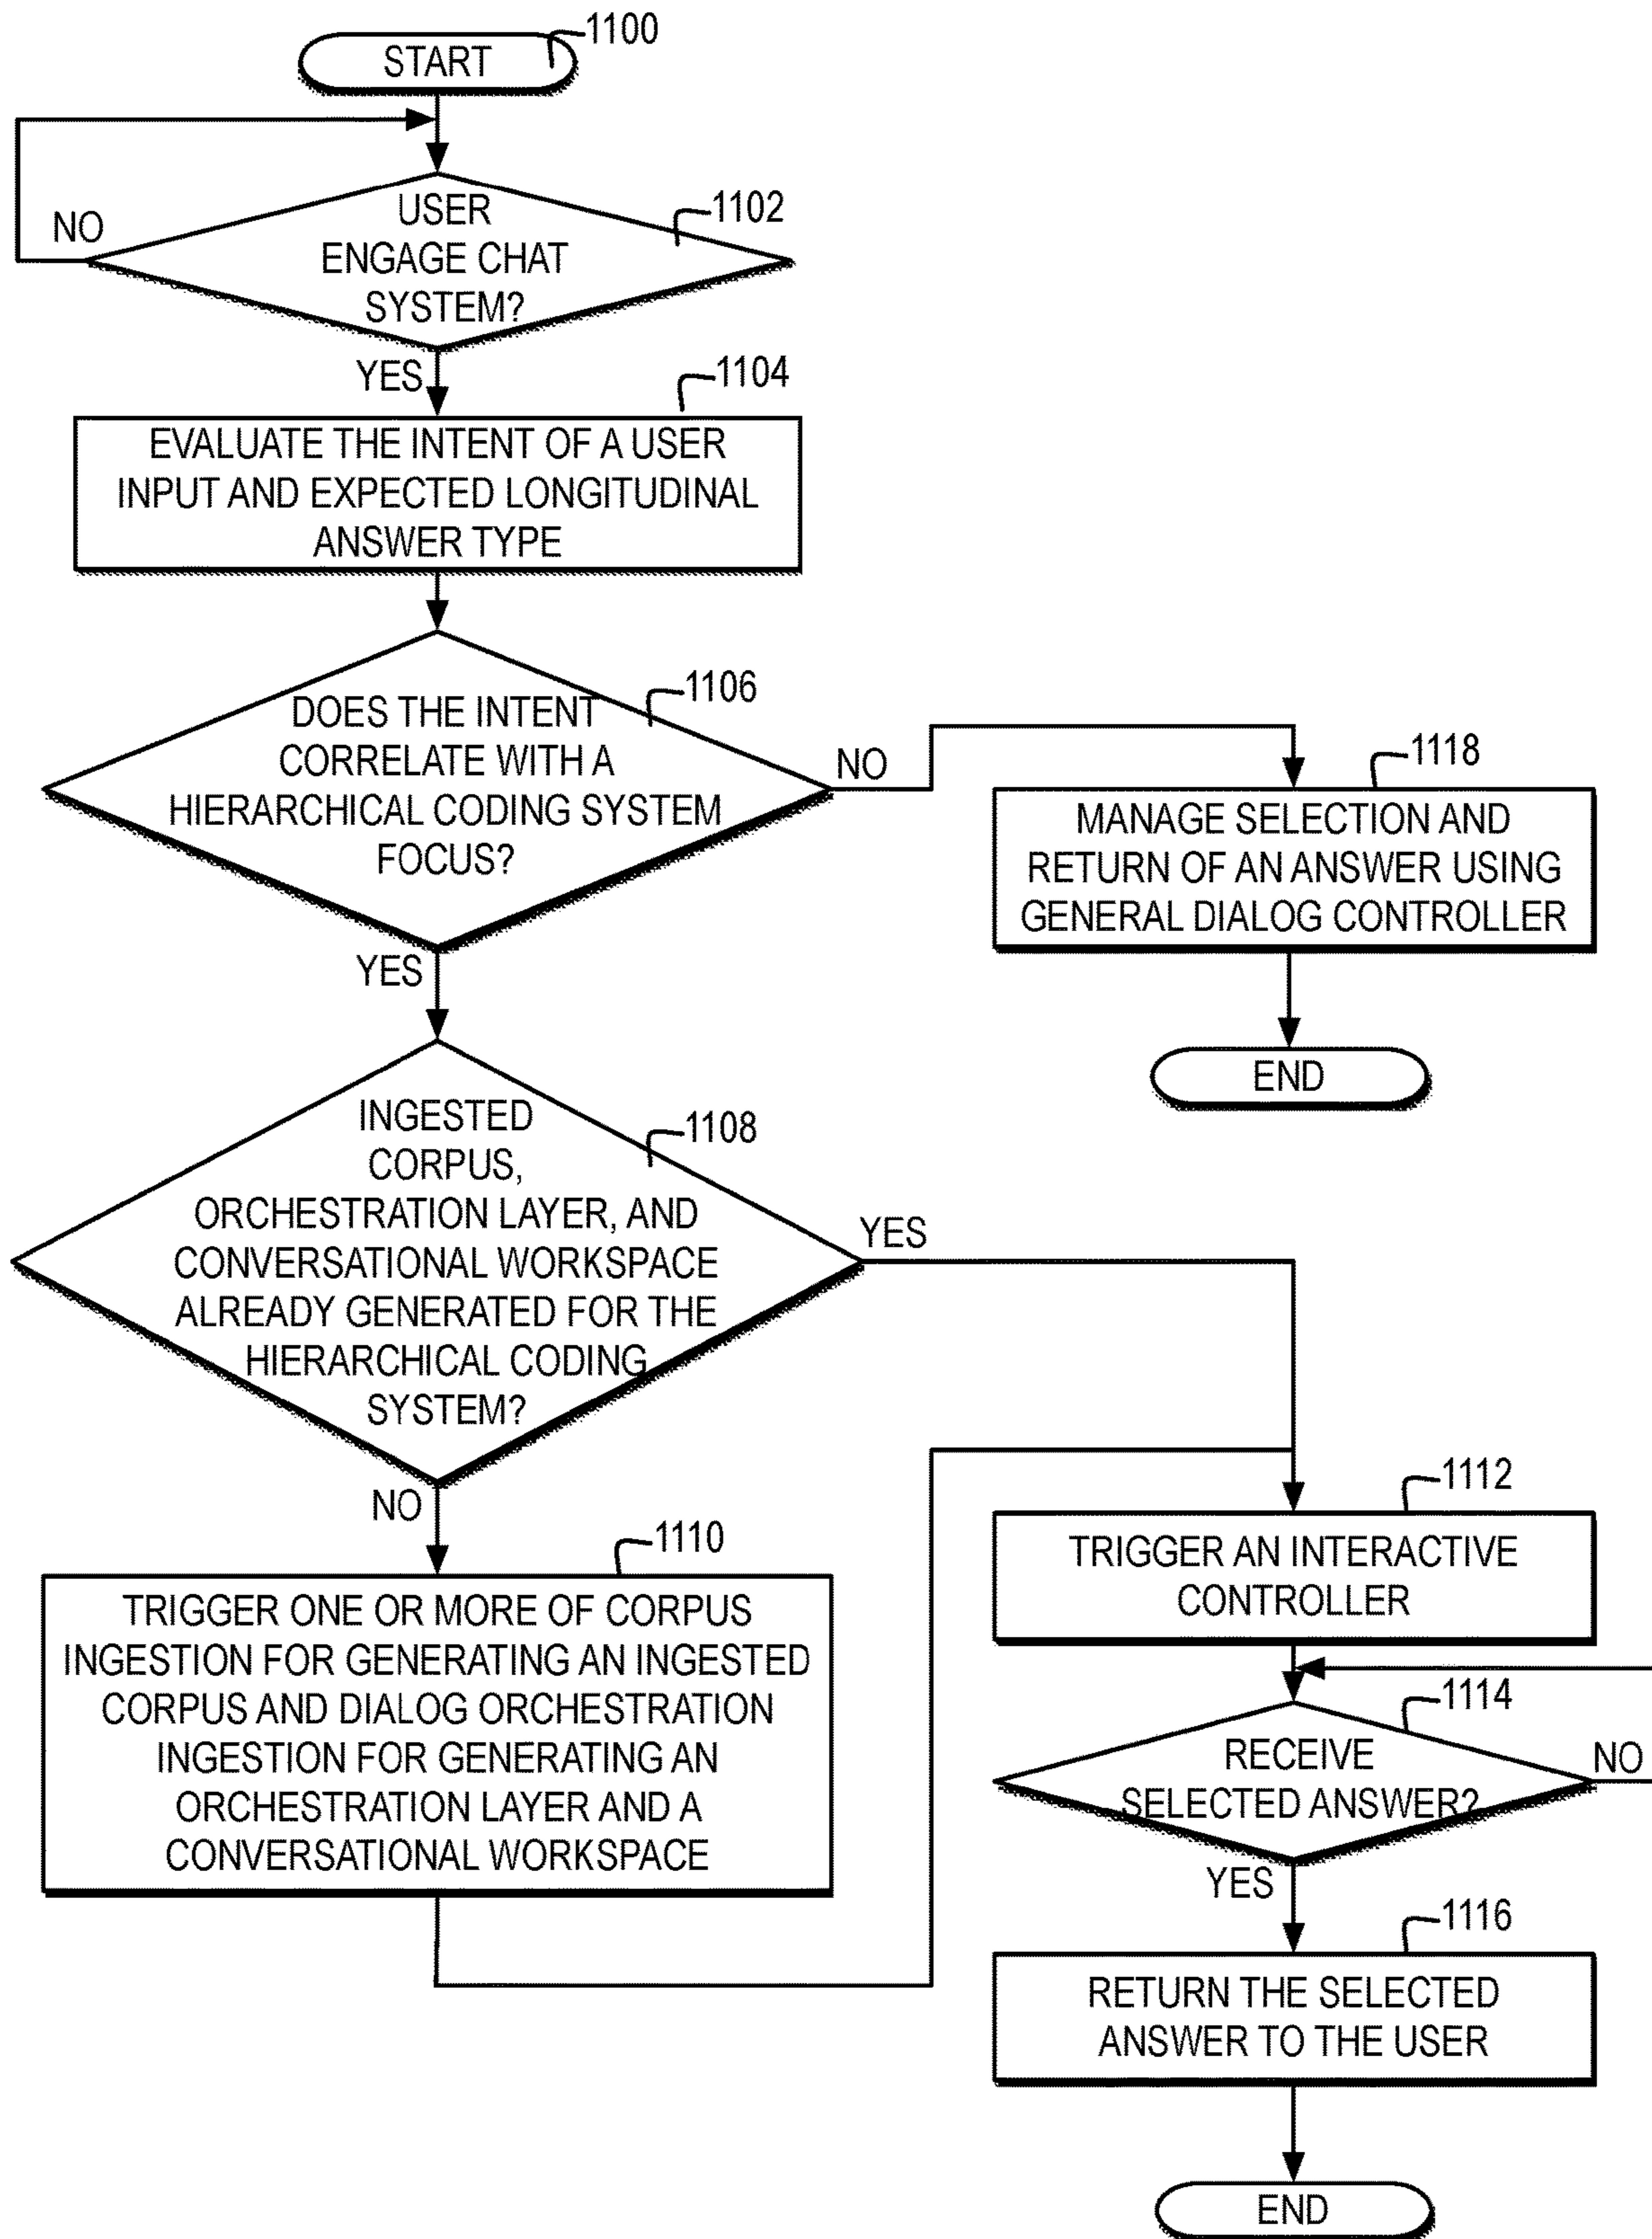 1100
START
1102
USER
ENGAGE CHAT
SYSTEM?
NO
YES
1104
EVALUATE THE INTENT OF A USER
INPUT AND EXPECTED LONGITUDINAL
ANSWER TYPE
1106
DOES THE INTENT
CORRELATE WITH A
HIERARCHICAL CODING SYSTEM
FOCUS?
NO
YES
1118
MANAGE SELECTION AND
RETURN OF AN ANSWER USING
GENERAL DIALOG CONTROLLER
END
1108
INGESTED
CORPUS,
ORCHESTRATION LAYER, AND
CONVERSATIONAL WORKSPACE
ALREADY GENERATED FOR THE
HIERARCHICAL CODING
SYSTEM?
YES
NO
1110
TRIGGER ONE OR MORE OF CORPUS
INGESTION FOR GENERATING AN INGESTED
CORPUS AND DIALOG ORCHESTRATION
INGESTION FOR GENERATING AN
ORCHESTRATION LAYER AND A
CONVERSATIONAL WORKSPACE
1112
TRIGGER AN INTERACTIVE
CONTROLLER
1114
RECEIVE
SELECTED ANSWER?
NO
YES
1116
RETURN THE SELECTED
ANSWER TO THE USER
END